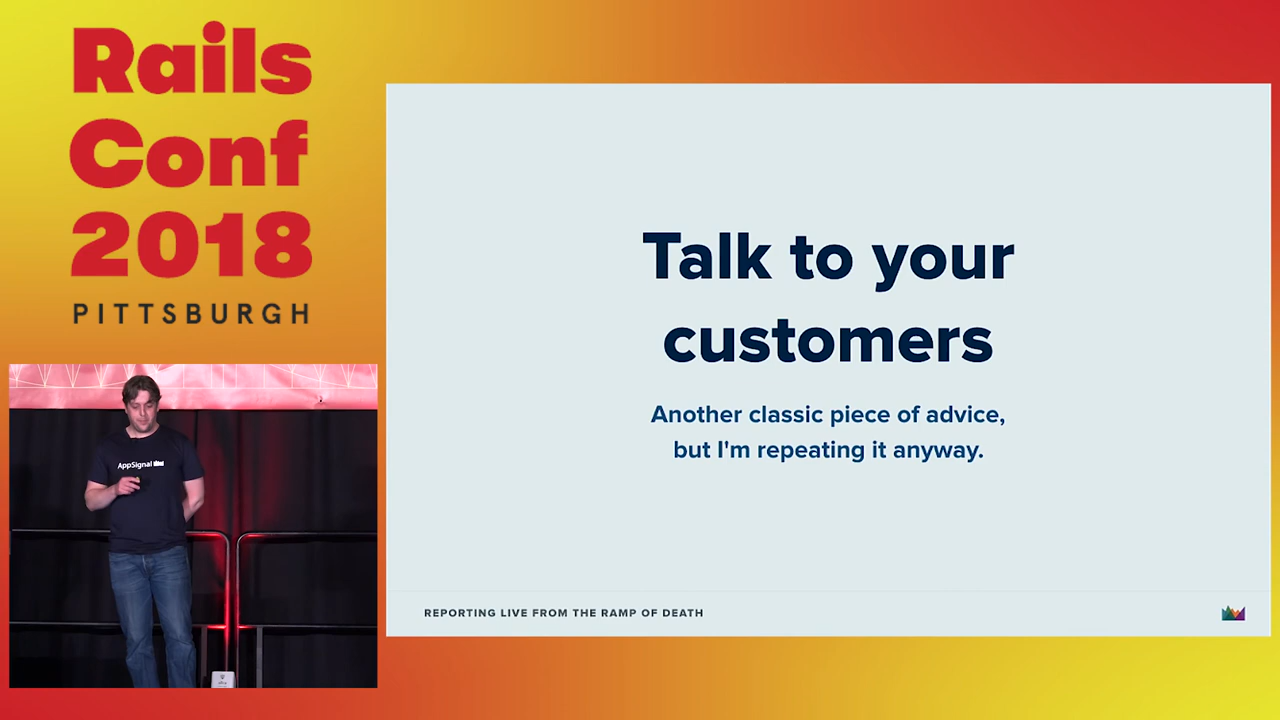 Rails
Conf
2018
PITTSBURGH
AppSignal
Talk to your
customers
Another classic piece of advice,
but I'm repeating it anyway.
REPORTING LIVE FROM THE RAMP OF DEATH